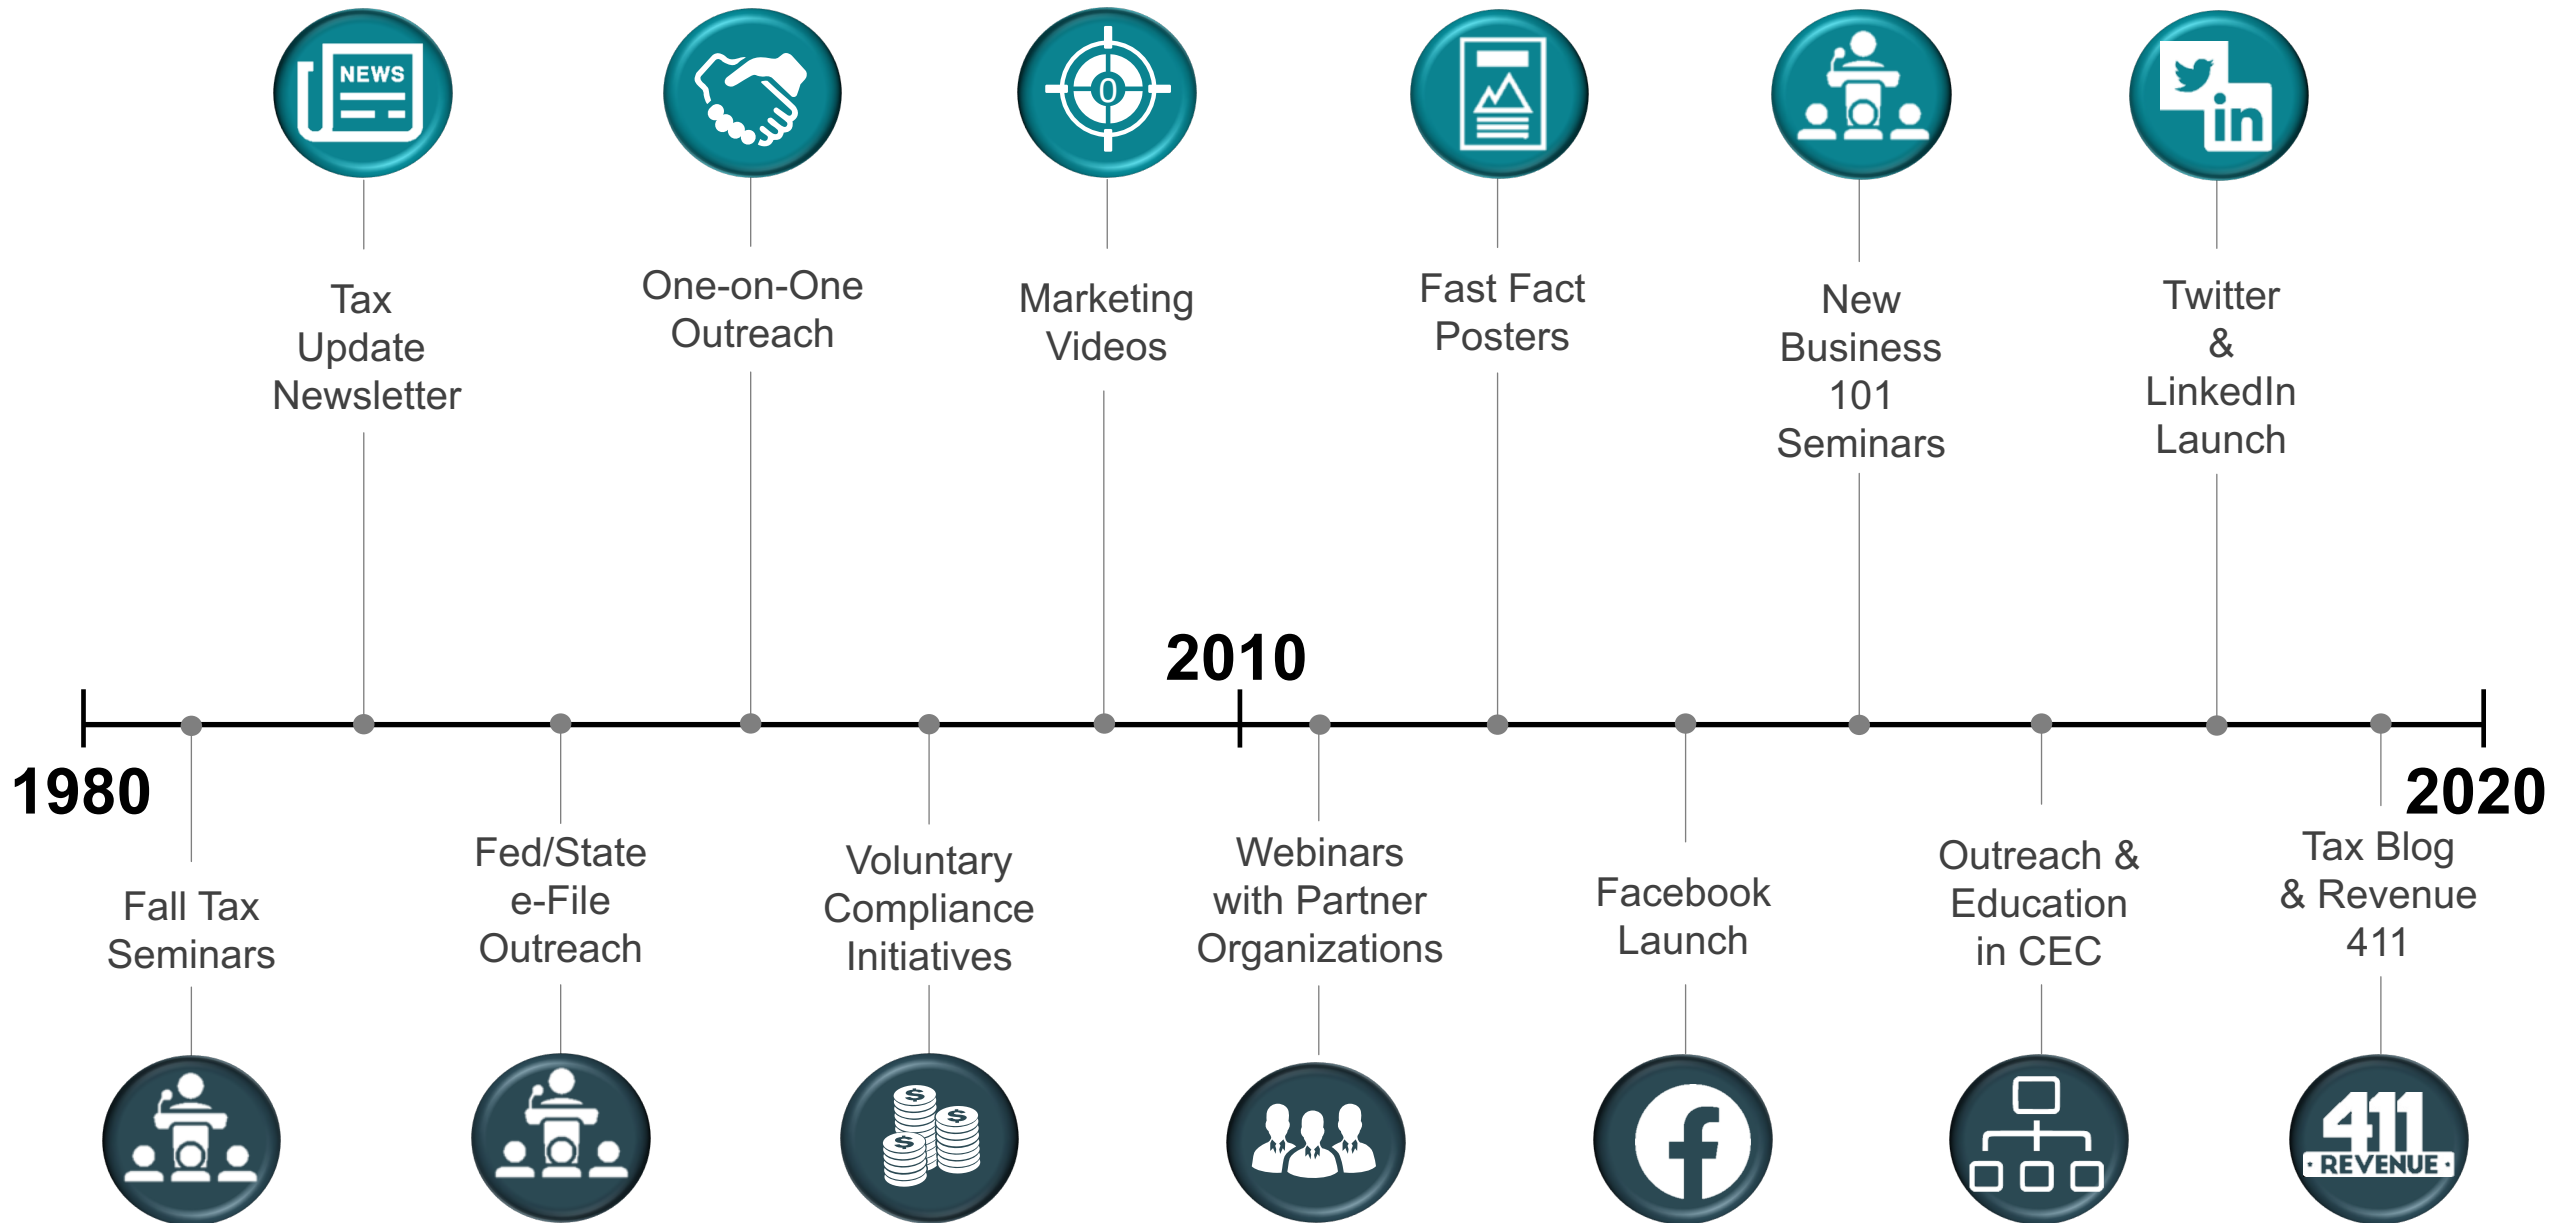 NEWS
0
in
Tax
Update
Newsletter
One-on-One
Outreach
Marketing
Videos
Fast Fact
Posters
New
Business
101
Seminars
Twitter
&
LinkedIn
Launch
2010
1980
2020
Fall Tax
Seminars
Fed/State
e-File
Outreach
Voluntary
Compliance
Initiatives
Webinars
with Partner
Organizations
Facebook
Launch
Outreach &
Education
in CEC
Tax Blog
& Revenue
411
$
$
$
f
411
· REVENUE ·